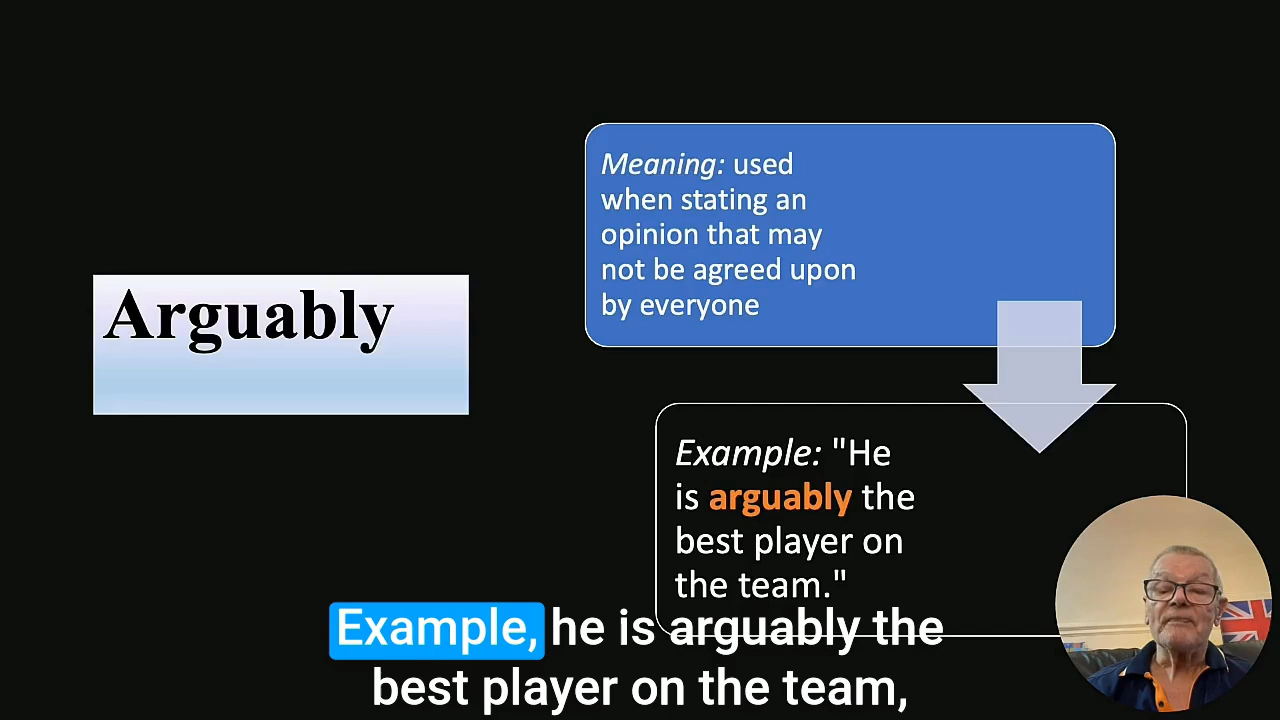 Arguably
Meaning: used
when stating an
opinion that may
not be agreed upon
by everyone
Example: "He
is arguably the
best player on
the team."
Example, he is arguably the
best player on the team,